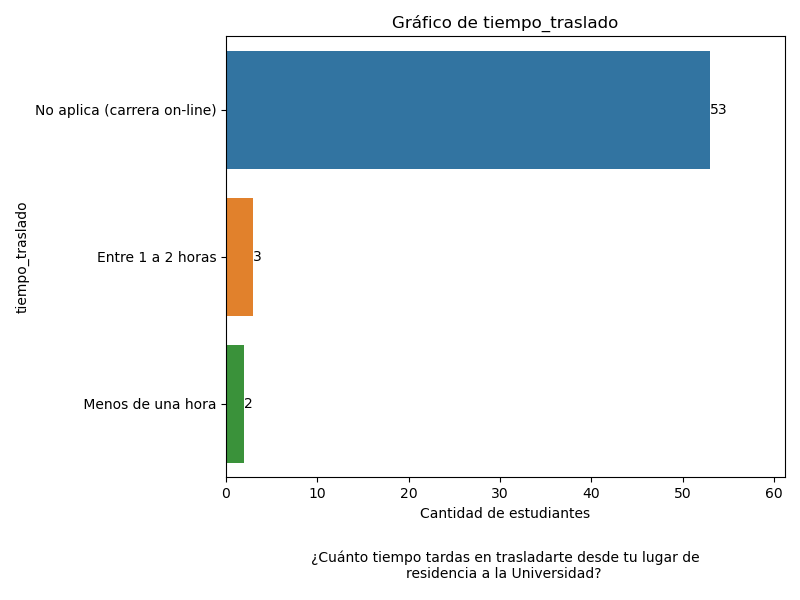 Gráfico de tiempo_traslado
No aplica (carrera on-line)
53
Entre 1 a 2 horas
3
Menos de una hora
2
tiempo_traslado
0 10 20 30 40 50 60
Cantidad de estudiantes
¿Cuánto tiempo tardas en trasladarte desde tu lugar de
residencia a la Universidad?